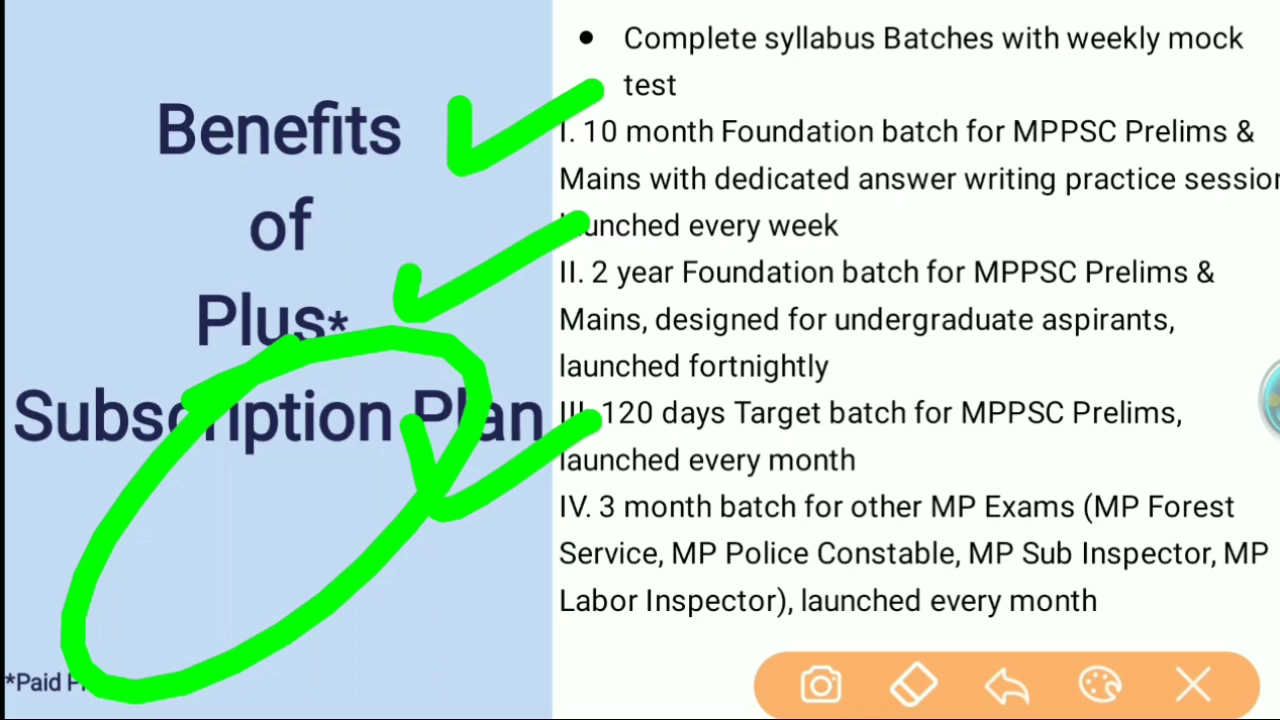 Benefits
of
Plus*
Subscription Plan
*Paid
Complete syllabus Batches with weekly mock
test
I. 10 month Foundation batch for MPPSC Prelims &
Mains with dedicated answer writing practice session
launched every week
II. 2 year Foundation batch for MPPSC Prelims &
Mains, designed for undergraduate aspirants,
launched fortnightly
III. 120 days Target batch for MPPSC Prelims,
launched every month
IV. 3 month batch for other MP Exams (MP Forest
Service, MP Police Constable, MP Sub Inspector, MP
Labor Inspector), launched every month